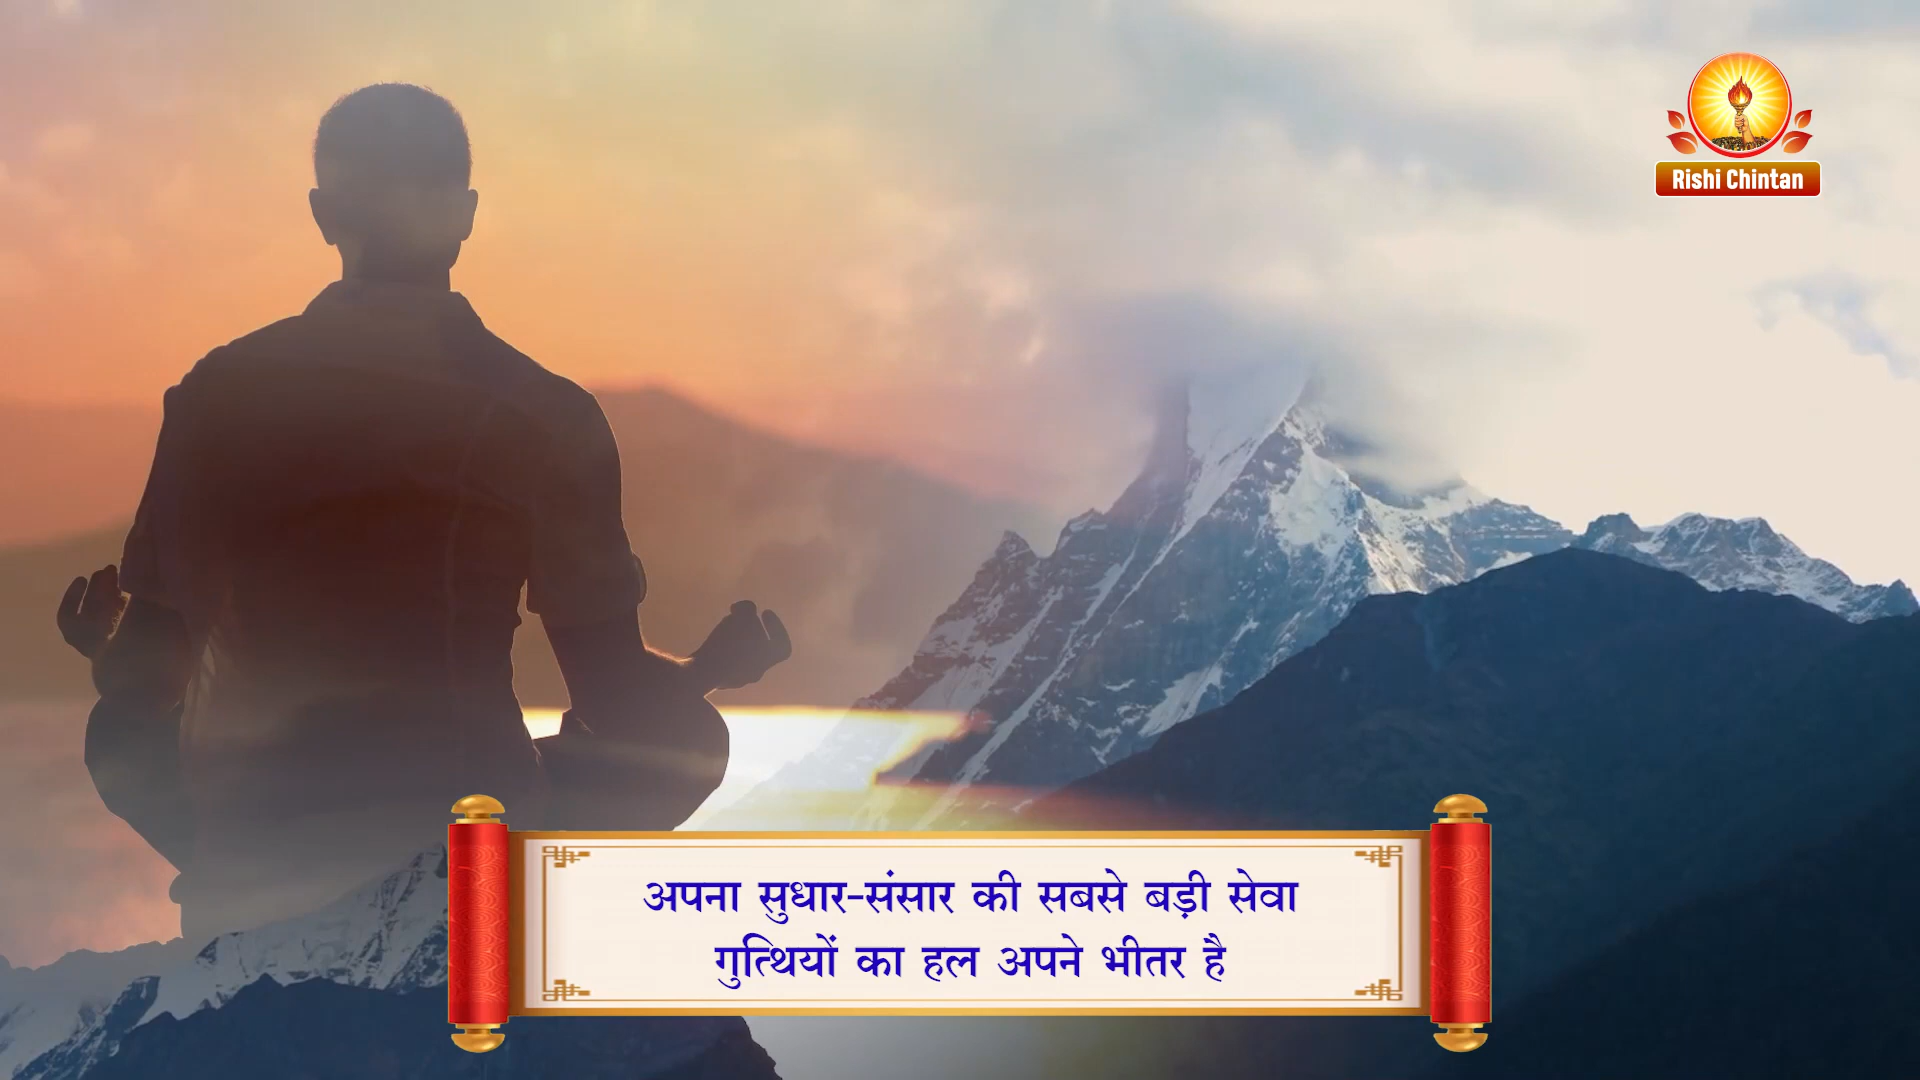 Rishi Chintan
अपना सुधार-संसार की सबसे बड़ी सेवा
गुत्थियों का हल अपने भीतर है